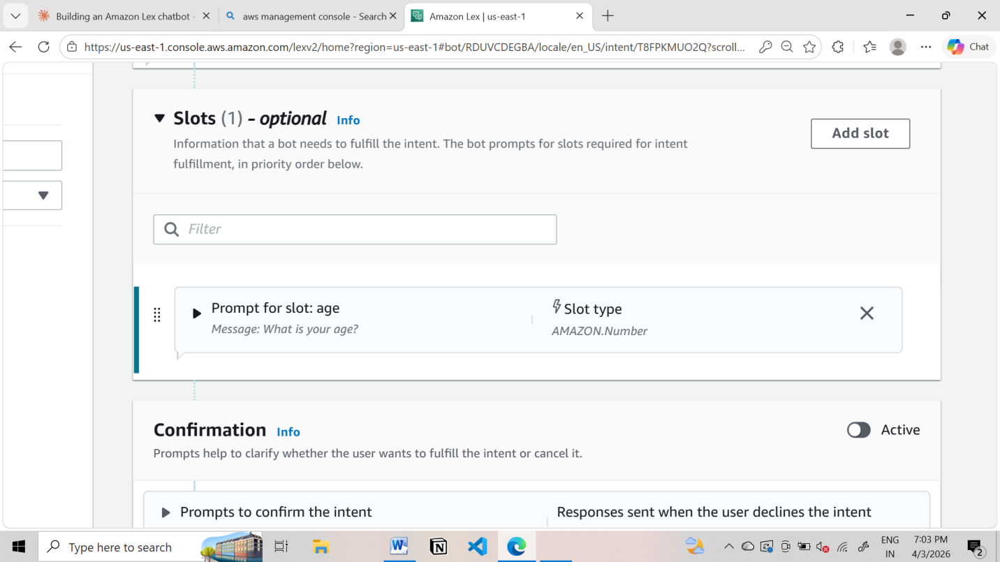 Building an Amazon Lex chatbot -
aws management console - Search
Amazon Lex | us-east-1
https://us-east-1.console.aws.amazon.com/lexv2/home?region=us-east-1#bot/RDUVCDEGBA/locale/en_US/intent/T8FPKMUO2Q?scroll...
Chat
Slots (1) - optional Info
Add slot
Information that a bot needs to fulfill the intent. The bot prompts for slots required for intent
fulfillment, in priority order below.
Filter
Prompt for slot: age
Message: What is your age?
Slot type
AMAZON.Number
Confirmation Info
Active
Prompts help to clarify whether the user wants to fulfill the intent or cancel it.
Prompts to confirm the intent
Responses sent when the user declines the intent
Type here to search
ENG
IN
7:03 PM
4/3/2026
2